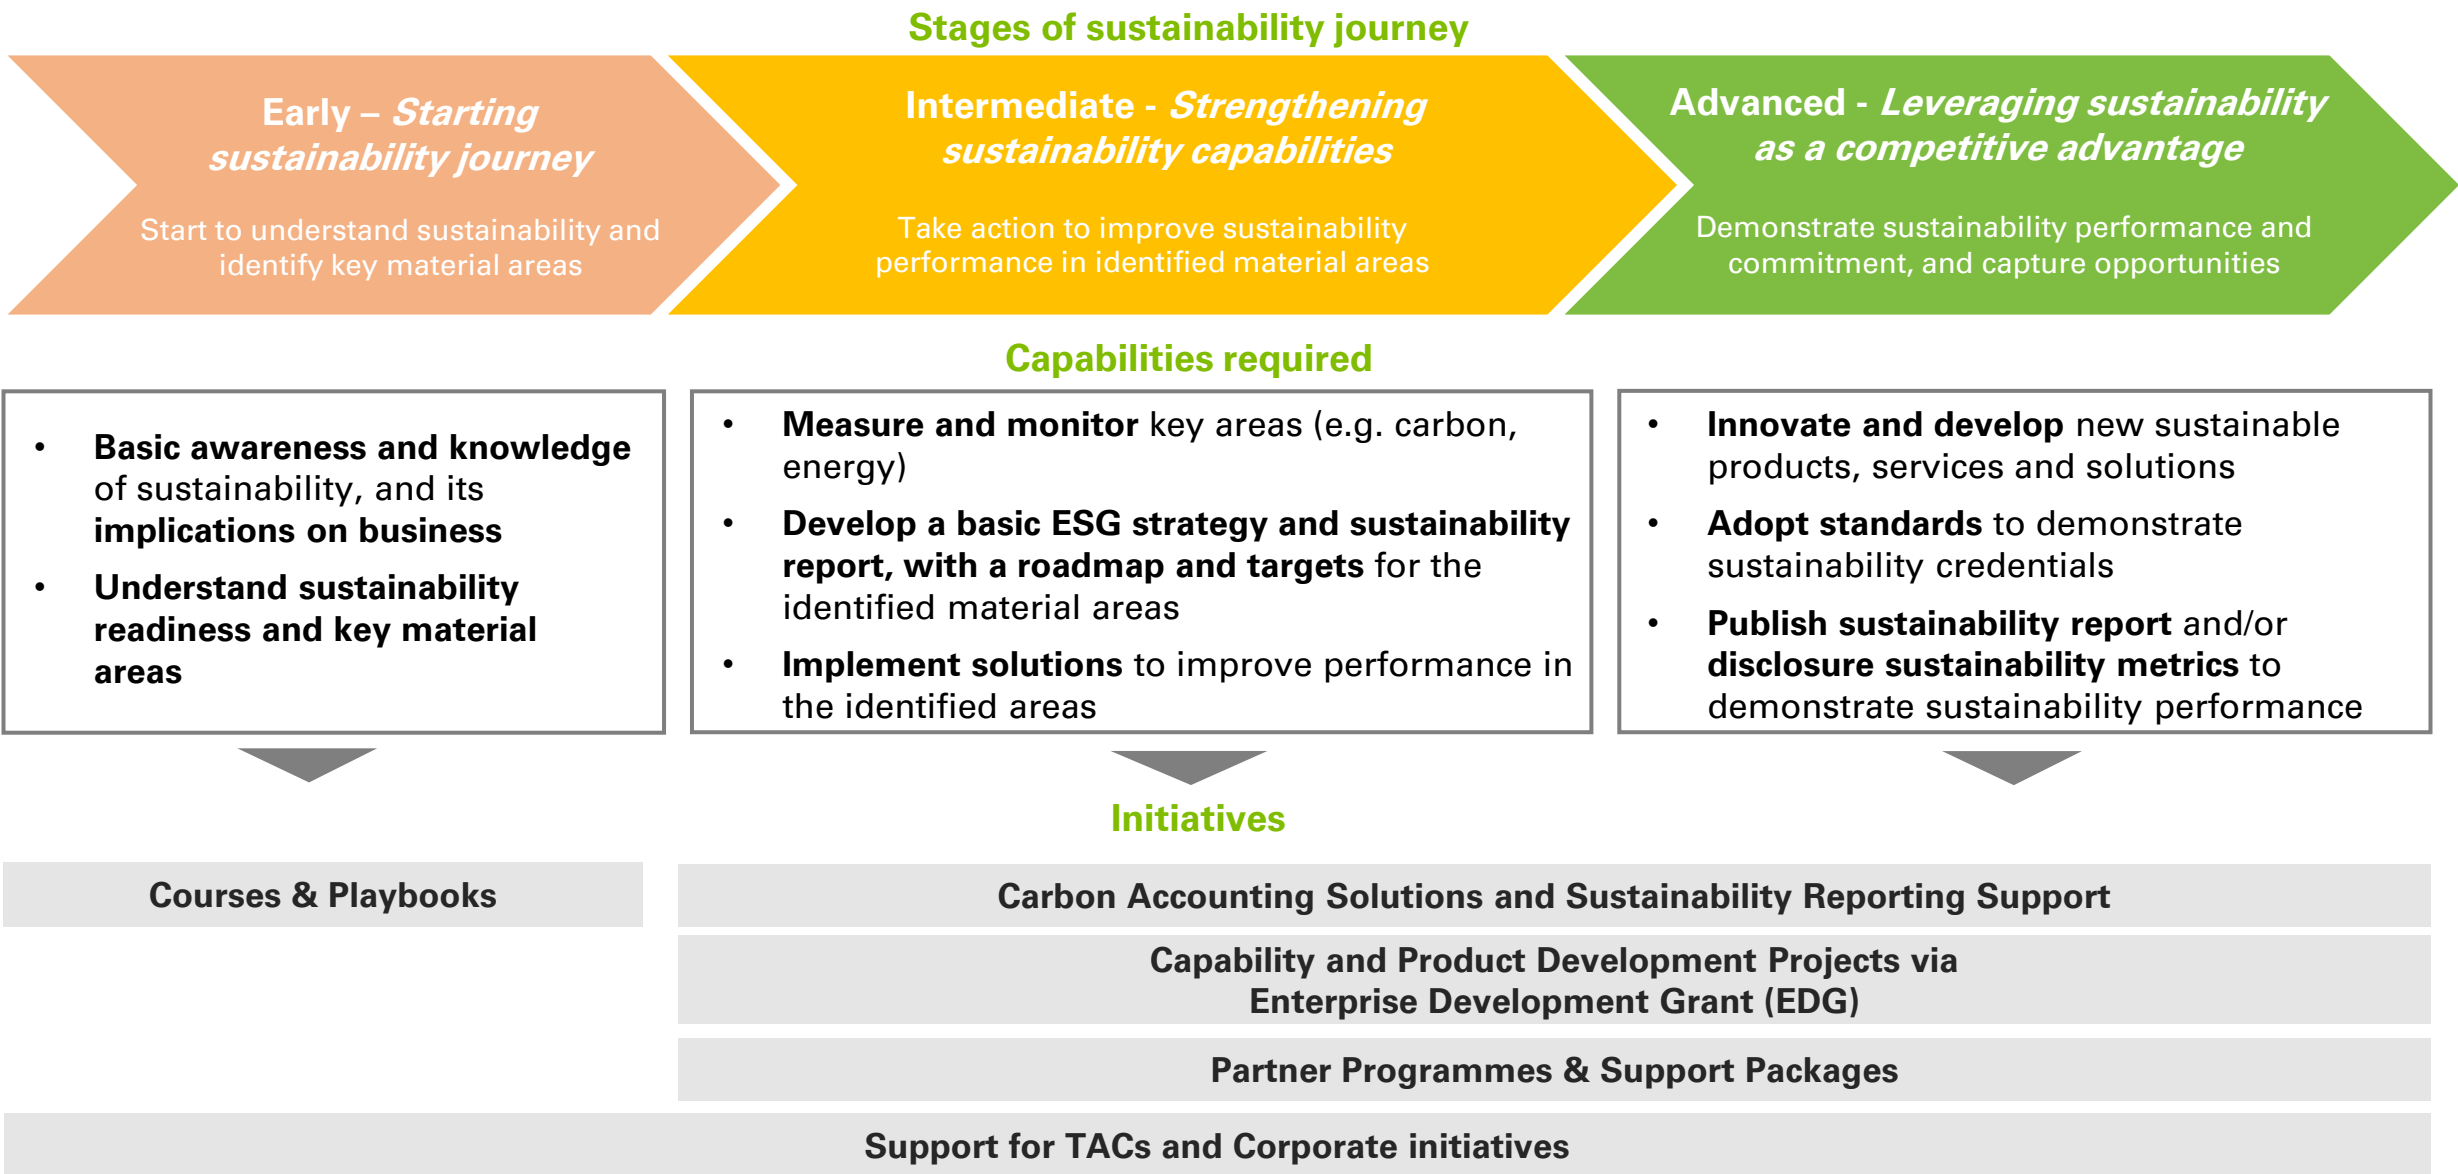 Stages of sustainability journey
Early – Starting
sustainability journey
Start to understand sustainability and
identify key material areas
Intermediate - Strengthening
sustainability capabilities
Take action to improve sustainability
performance in identified material areas
Advanced - Leveraging sustainability
as a competitive advantage
Demonstrate sustainability performance and
commitment, and capture opportunities
Capabilities required
• Basic awareness and knowledge
of sustainability, and its
implications on business
• Understand sustainability
readiness and key material
areas
• Measure and monitor key areas (e.g. carbon,
energy)
• Develop a basic ESG strategy and sustainability
report, with a roadmap and targets for the
identified material areas
• Implement solutions to improve performance in
the identified areas
• Innovate and develop new sustainable
products, services and solutions
• Adopt standards to demonstrate
sustainability credentials
• Publish sustainability report and/or
disclosure sustainability metrics to
demonstrate sustainability performance
Initiatives
Courses & Playbooks
Carbon Accounting Solutions and Sustainability Reporting Support
Capability and Product Development Projects via
Enterprise Development Grant (EDG)
Partner Programmes & Support Packages
Support for TACs and Corporate initiatives